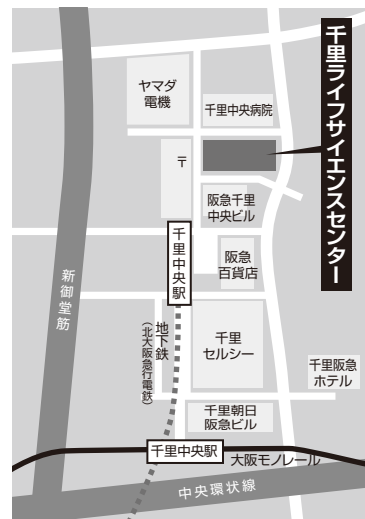 千里ライフサイエンスセンター
ヤマダ
電機
千里中央病院
〒
阪急千里
中央ビル
千里中央駅
阪急
百貨店
新御堂筋
地下鉄
(北大阪急行電鉄)
千里
セルシー
千里阪急
ホテル
千里朝日
阪急ビル
千里中央駅
大阪モノレール
中央環状線